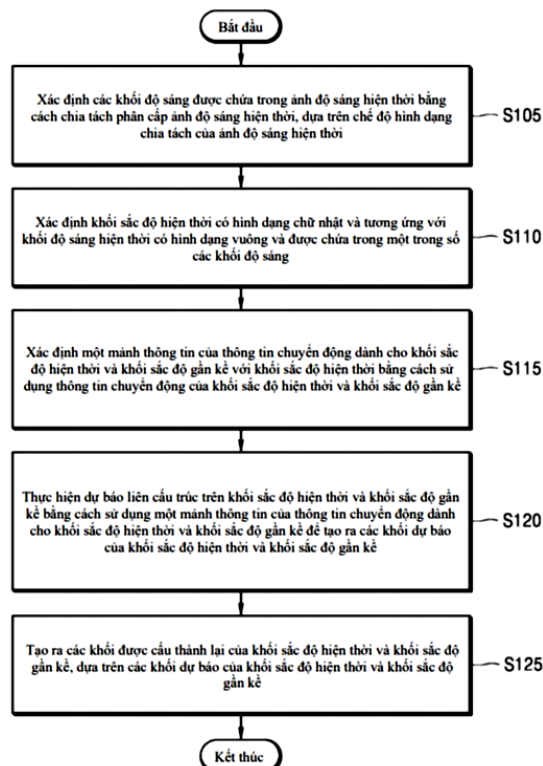 Bắt đầu
Xác định các khối độ sáng được chứa trong ảnh độ sáng hiện thời bằng
cách chia tách phân cấp ảnh độ sáng hiện thời, dựa trên chế độ hình dạng
chia tách của ảnh độ sáng hiện thời
S105
Xác định khối sắc độ hiện thời có hình dạng chữ nhật và tương ứng với
khối độ sáng hiện thời có hình dạng vuông và được chứa trong một trong số
các khối độ sáng
S110
Xác định một mảnh thông tin của thông tin chuyển động dành cho khối sắc
độ hiện thời và khối sắc độ gần kề với khối sắc độ hiện thời bằng cách sử
dụng thông tin chuyển động của khối sắc độ hiện thời và khối sắc độ gần kề
S115
Thực hiện dự báo liên cấu trúc trên khối sắc độ hiện thời và khối sắc độ gần
kề bằng cách sử dụng một mảnh thông tin của thông tin chuyển động dành
cho khối sắc độ hiện thời và khối sắc độ gần kề để tạo ra các khối dự báo
của khối sắc độ hiện thời và khối sắc độ gần kề
S120
Tạo ra các khối được cấu thành lại của khối sắc độ hiện thời và khối sắc độ
gần kề, dựa trên các khối dự báo của khối sắc độ hiện thời và khối sắc độ
gần kề
S125
Kết thúc